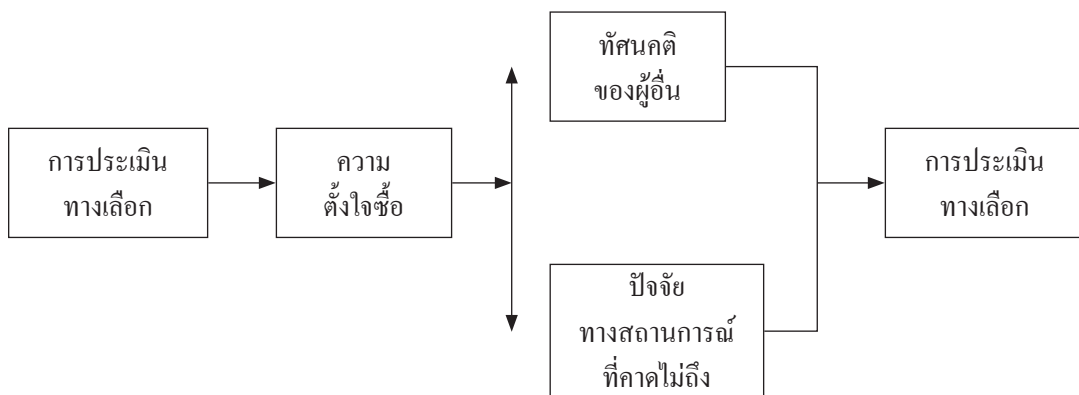 การประเมิน
ทางเลือก
ความ
ตั้งใจซื้อ
ทัศนคติ
ของผู้อื่น
ปัจจัย
ทางสถานการณ์
ที่คาดไม่ถึง
การประเมิน
ทางเลือก